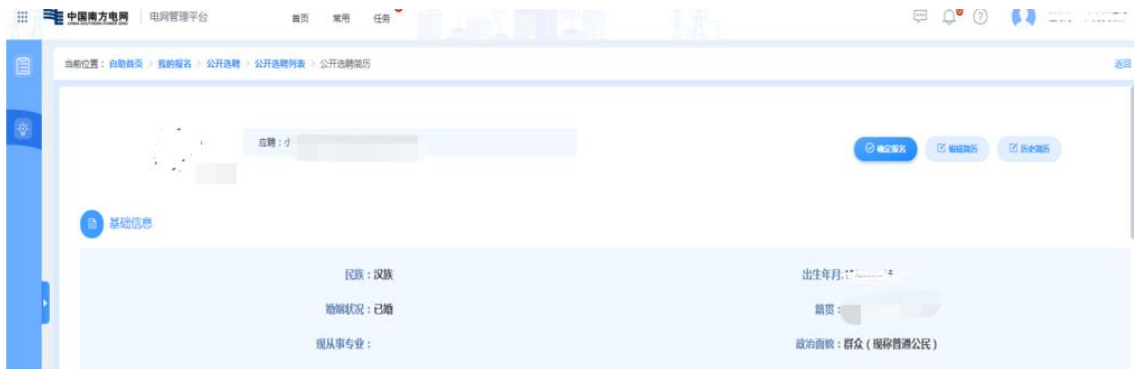 中国南方电网 电网管理平台 首页 常用 任务
CHINA SOUTHERN POWER GRID
当前位置：自助首页 > 我的报名 > 公开选聘 > 公开选聘列表 > 公开选聘简历 返回
应聘：小
确定报名 编辑简历 历史简历
基础信息
民族：汉族 出生年月:
婚姻状况：已婚 籍贯：
现从事专业： 政治面貌：群众（现称普通公民）